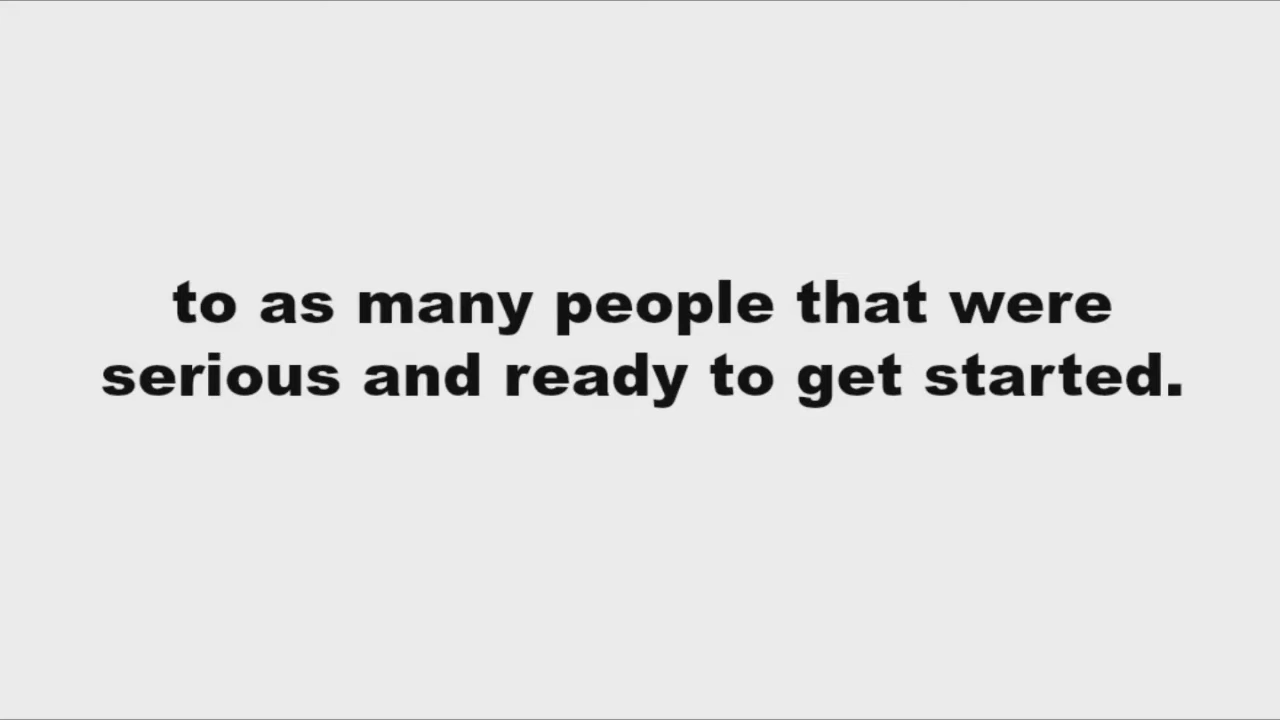 to as many people that were
serious and ready to get started.